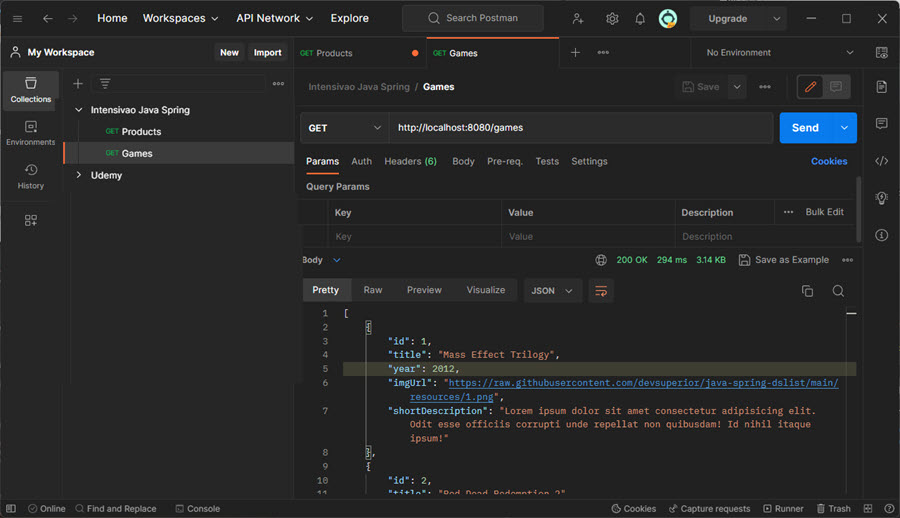 Home Workspaces API Network Explore Search Postman Upgrade
My Workspace New Import GET Products GET Games No Environment
Collections
Environments
History
Intensivao Java Spring
GET Products
GET Games
Udemy
Intensivao Java Spring / Games Save
GET http://localhost:8080/games Send
Params Auth Headers (6) Body Pre-req. Tests Settings Cookies
Query Params
Key Value Description Bulk Edit
Key Value Description
Body 200 OK 294 ms 3.14 KB Save as Example
Pretty Raw Preview Visualize JSON
1 [
2 {
3 "id": 1,
4 "title": "Mass Effect Trilogy",
5 "year": 2012,
6 "imgUrl": "https://raw.githubusercontent.com/devsuperior/java-spring-dslist/main/
resources/1.png",
7 "shortDescription": "Lorem ipsum dolor sit amet consectetur adipisicing elit.
Odit esse officiis corrupti unde repellat non quibusdam! Id nihil itaque
ipsum!"
8 },
9 {
10 "id": 2,
11 "title": "Red Dead Redemption 2"
Online Find and Replace Console Cookies Capture requests Runner Trash